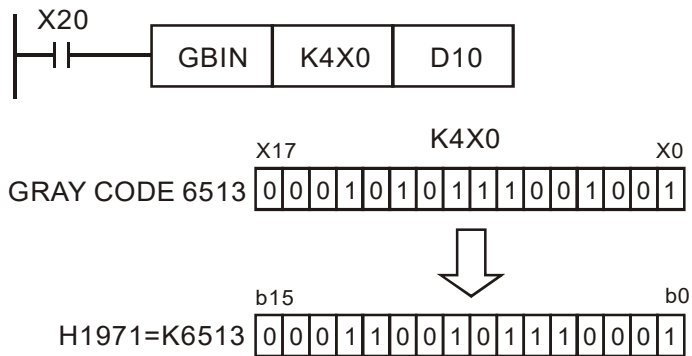 X20
GBIN K4X0 D10
K4X0
X17 X0
GRAY CODE 6513 0 0 0 1 0 1 0 1 1 1 0 0 1 0 0 1
b15 b0
H1971=K6513 0 0 0 1 1 0 0 1 0 1 1 1 0 0 0 1